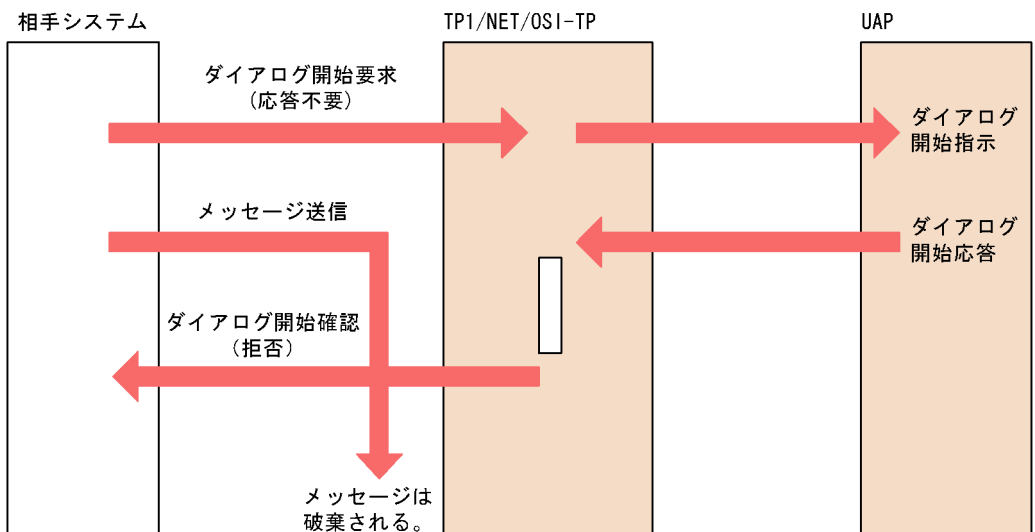 相手システム
TP1/NET/OSI-TP
UAP
ダイアログ開始要求
(応答不要)
ダイアログ
開始指示
メッセージ送信
ダイアログ
開始応答
ダイアログ開始確認
(拒否)
メッセージは
破棄される。